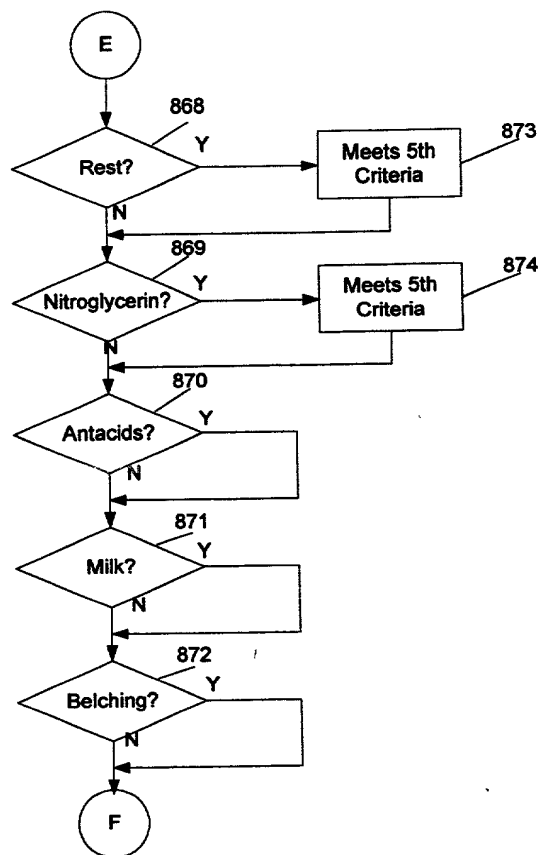 E
868
Y
873
Rest?
Meets 5th
Criteria
N
869
Y
874
Nitroglycerin?
Meets 5th
Criteria
N
870
Y
Antacids?
N
871
Y
Milk?
N
872
Y
Belching?
N
F